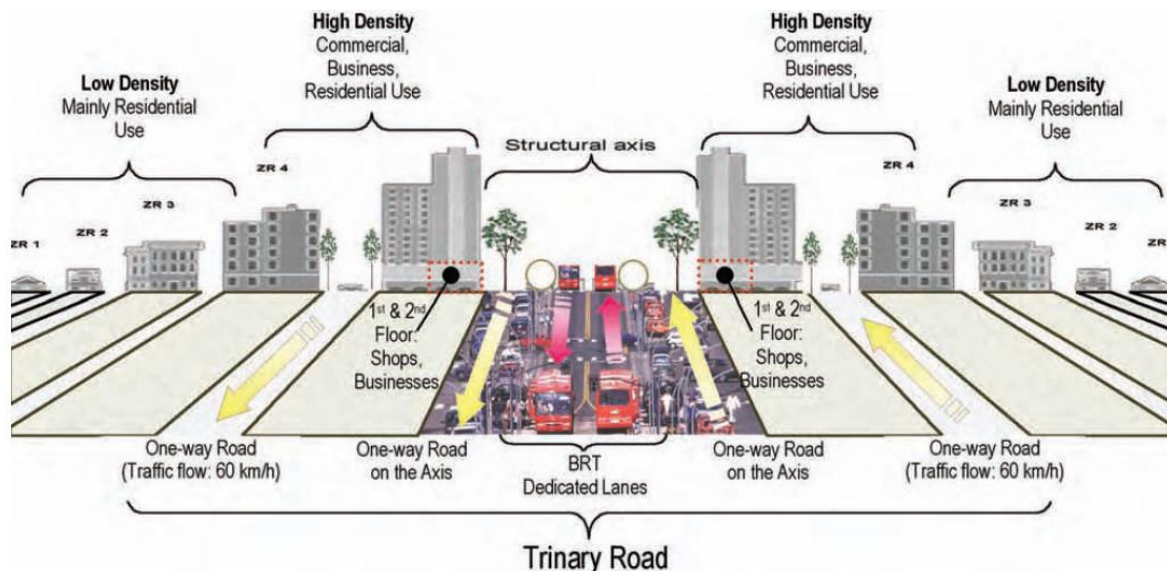 High Density
Commercial,
Business,
Residential Use
High Density
Commercial,
Business,
Residential Use
Low Density
Mainly Residential
Use
Low Density
Mainly Residential
Use
Structural axis
ZR 4
ZR 4
ZR 3
ZR 3
ZR 2
ZR 2
ZR 1
ZR
1st & 2nd
Floor:
Shops,
Businesses
1st & 2nd
Floor:
Shops,
Businesses
One-way Road
(Traffic flow: 60 km/h)
One-way Road
on the Axis
BRT
Dedicated Lanes
One-way Road
on the Axis
One-way Road
(Traffic flow: 60 km/h)
Trinary Road